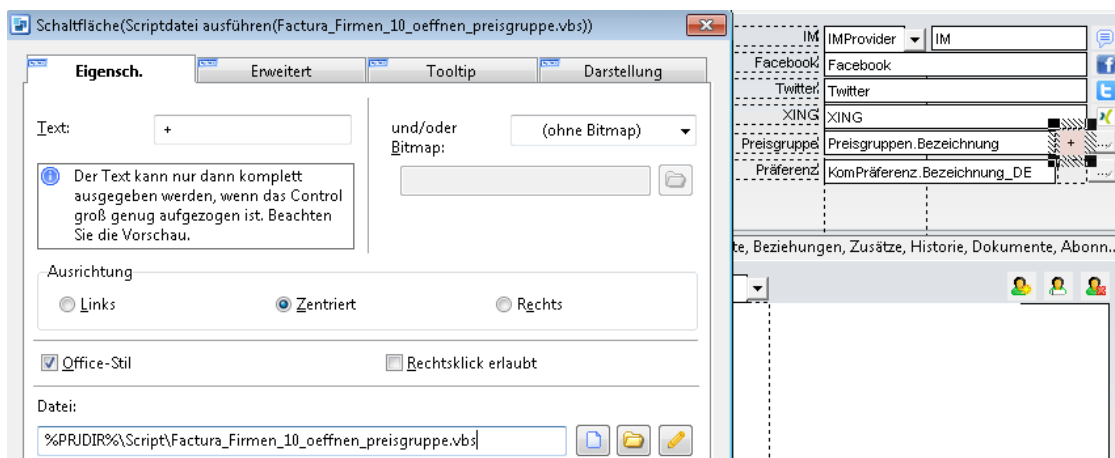 Schaltfläche(Scriptdatei ausführen(Factura_Firmen_10_oeffnen_preisgruppe.vbs))
Eigensch.
Erweitert
Tooltip
Darstellung
Text:
+
und/oder
Bitmap:
(ohne Bitmap)
Der Text kann nur dann komplett
ausgegeben werden, wenn das Control
groß genug aufgezogen ist. Beachten
Sie die Vorschau.
Ausrichtung
Links
Zentriert
Rechts
Office-Stil
Rechtsklick erlaubt
Datei:
%PRJDIR%\Script\Factura_Firmen_10_oeffnen_preisgruppe.vbs
IM
IMProvider
IM
Facebook
Facebook
Twitter
Twitter
XING
XING
Preisgruppe
Preisgruppen.Bezeichnung
+
...
Präferenz
KomPräferenz.Bezeichnung_DE
...
te, Beziehungen, Zusätze, Historie, Dokumente, Abonn...